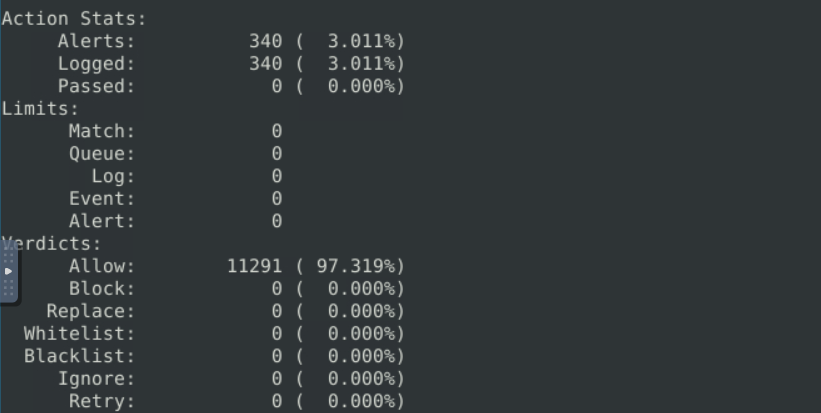 Action Stats:
     Alerts:          340 (  3.011%)
     Logged:          340 (  3.011%)
     Passed:            0 (  0.000%)
Limits:
      Match:            0
      Queue:            0
        Log:            0
      Event:            0
      Alert:            0
Verdicts:
      Allow:        11291 ( 97.319%)
      Block:            0 (  0.000%)
    Replace:            0 (  0.000%)
  Whitelist:            0 (  0.000%)
  Blacklist:            0 (  0.000%)
     Ignore:            0 (  0.000%)
      Retry:            0 (  0.000%)